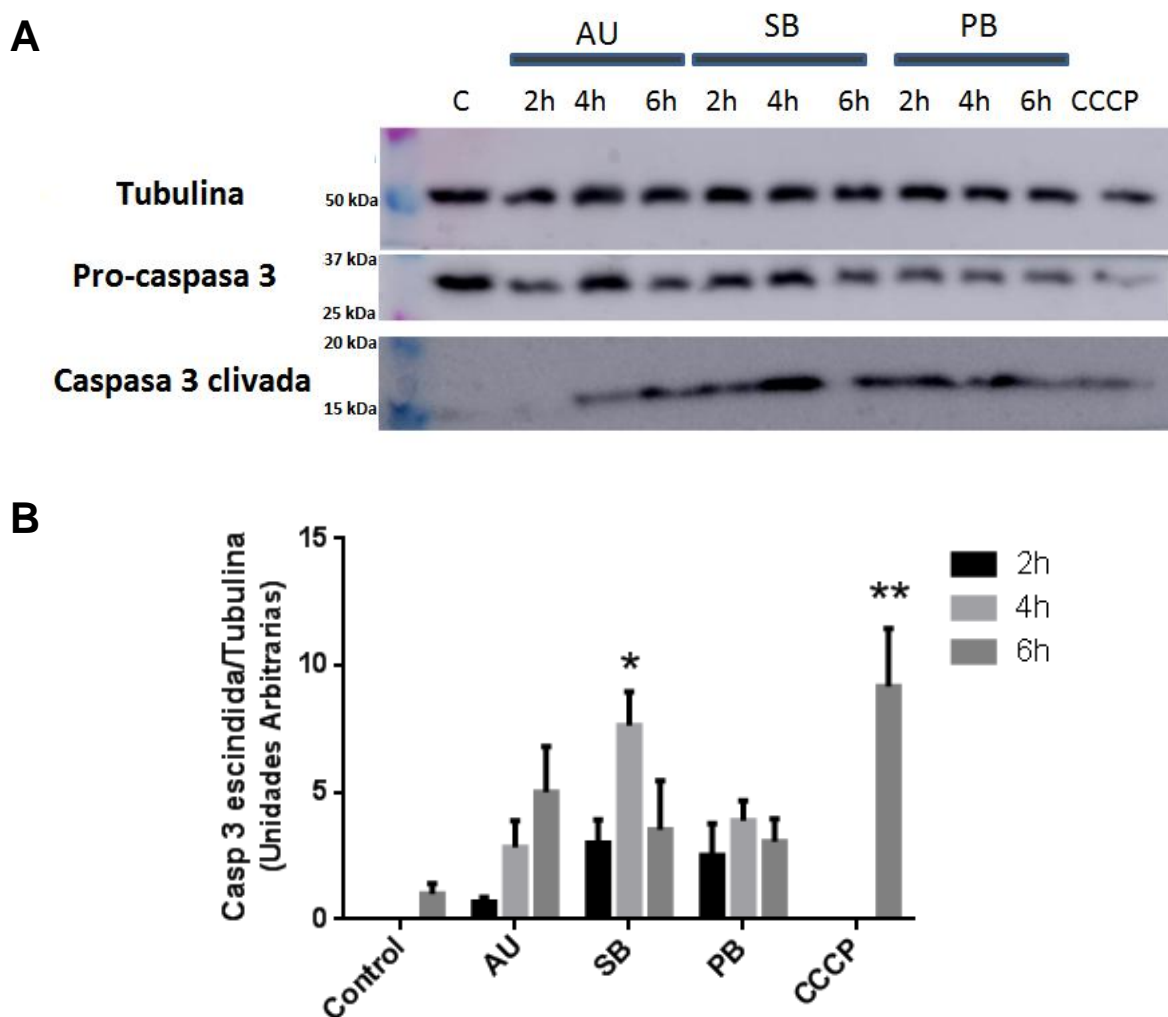 A
AU SB PB
C 2h 4h 6h 2h 4h 6h 2h 4h 6h CCCP
Tubulina
50 kDa
37 kDa
Pro-caspasa 3
25 kDa
20 kDa
Caspasa 3 clivada
15 kDa
B
Casp 3 escindida/Tubulina
(Unidades Arbitrarias)
15
10
5
0
*
**
2h
4h
6h
Control AU SB PB CCCP